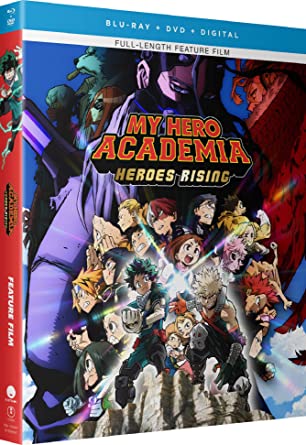 BLU-RAY + DVD + DIGITAL
FULL-LENGTH FEATURE FILM
MY HERO
ACADEMIA
HEROES RISING
FEATURE FILM